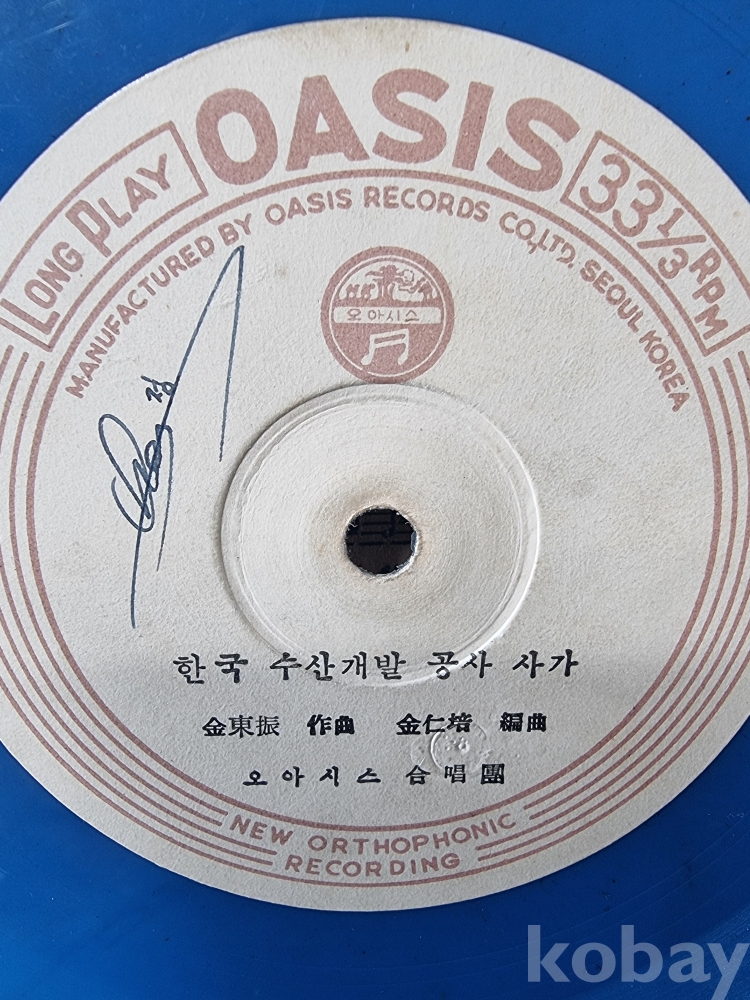 OASIS
LONG PLAY
33 1/3 RPM
MANUFACTURED BY OASIS RECORDS CO., LTD. SEOUL KOREA
오아시스
정
한국 수산개발 공사 사가
金東振 作曲 金仁培 編曲
오아시스 合唱團
NEW ORTHOPHONIC
RECORDING
kobay